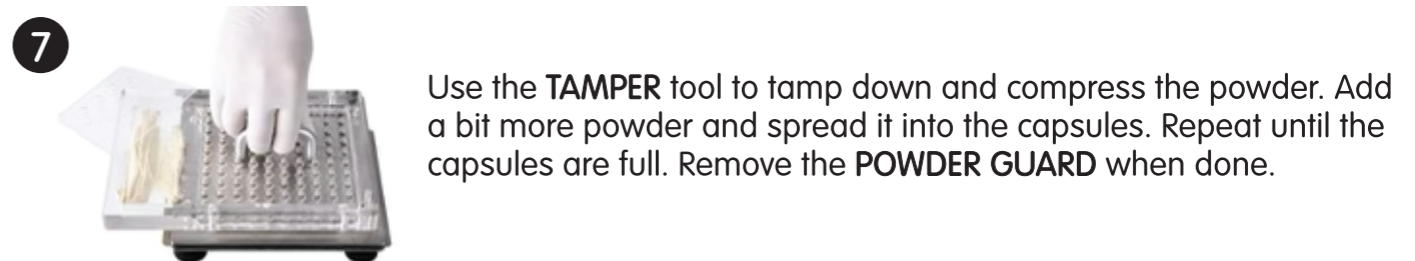 7
Use the TAMPER tool to tamp down and compress the powder. Add
a bit more powder and spread it into the capsules. Repeat until the
capsules are full. Remove the POWDER GUARD when done.